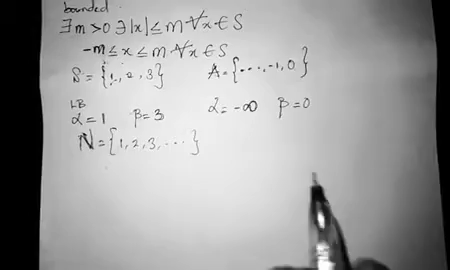 bounded.
∃ m > 0 ∋ |x| ≤ m ∀ x ∈ S
-m ≤ x ≤ m ∀ x ∈ S
S = {1, 2, 3} A = {..., -1, 0}
LB
α = 1 β = 3 α = -∞ β = 0
N = {1, 2, 3, ...}